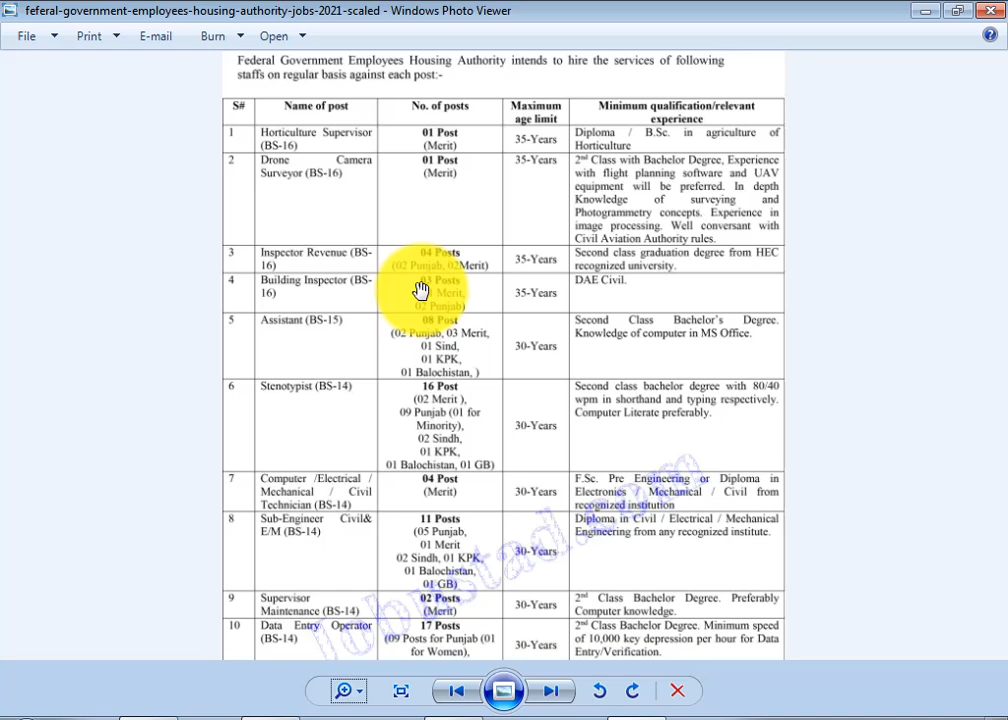 feferal-government-employees-housing-authority-jobs-2021-scaled - Windows Photo Viewer
File Print E-mail Burn Open
Federal Government Employees Housing Authority intends to hire the services of following
staffs on regular basis against each post:-
S# Name of post No. of posts Maximum age limit Minimum qualification/relevant experience
1 Horticulture Supervisor (BS-16) 01 Post (Merit) 35-Years Diploma / B.Sc. in agriculture of Horticulture
2 Drone Camera Surveyor (BS-16) 01 Post (Merit) 35-Years 2nd Class with Bachelor Degree, Experience
with flight planning software and UAV
equipment will be preferred. In depth
Knowledge of surveying and
Photogrammetry concepts. Experience in
image processing. Well conversant with
Civil Aviation Authority rules.
3 Inspector Revenue (BS-16) 04 Posts (02 Punjab, 02Merit) 35-Years Second class graduation degree from HEC
recognized university.
4 Building Inspector (BS-16) 03 Posts Merit, 02 Punjab) 35-Years DAE Civil.
5 Assistant (BS-15) 08 Post
(02 Punjab, 03 Merit,
01 Sind,
01 KPK,
01 Balochistan, )
30-Years
Second Class Bachelor's Degree.
Knowledge of computer in MS Office.
6 Stenotypist (BS-14) 16 Post
(02 Merit ),
09 Punjab (01 for
Minority),
02 Sindh,
01 KPK,
01 Balochistan, 01 GB)
30-Years
Second class bachelor degree with 80/40
wpm in shorthand and typing respectively.
Computer Literate preferably.
7 Computer /Electrical /
Mechanical / Civil
Technician (BS-14)
04 Post
(Merit)
30-Years
F.Sc. Pre Engineering or Diploma in
Electronics / Mechanical / Civil from
recognized institution
8 Sub-Engineer Civil&
E/M (BS-14)
11 Posts
(05 Punjab,
01 Merit
02 Sindh, 01 KPK,
01 Balochistan,
01 GB)
30-Years
Diploma in Civil / Electrical / Mechanical
Engineering from any recognized institute.
9 Supervisor
Maintenance (BS-14)
02 Posts
(Merit)
30-Years
2nd Class Bachelor Degree. Preferably
Computer knowledge.
10 Data Entry Operator
(BS-14)
17 Posts
(09 Posts for Punjab (01
for Women),
30-Years
2nd Class Bachelor Degree. Minimum speed
of 10,000 key depression per hour for Data
Entry/Verification.